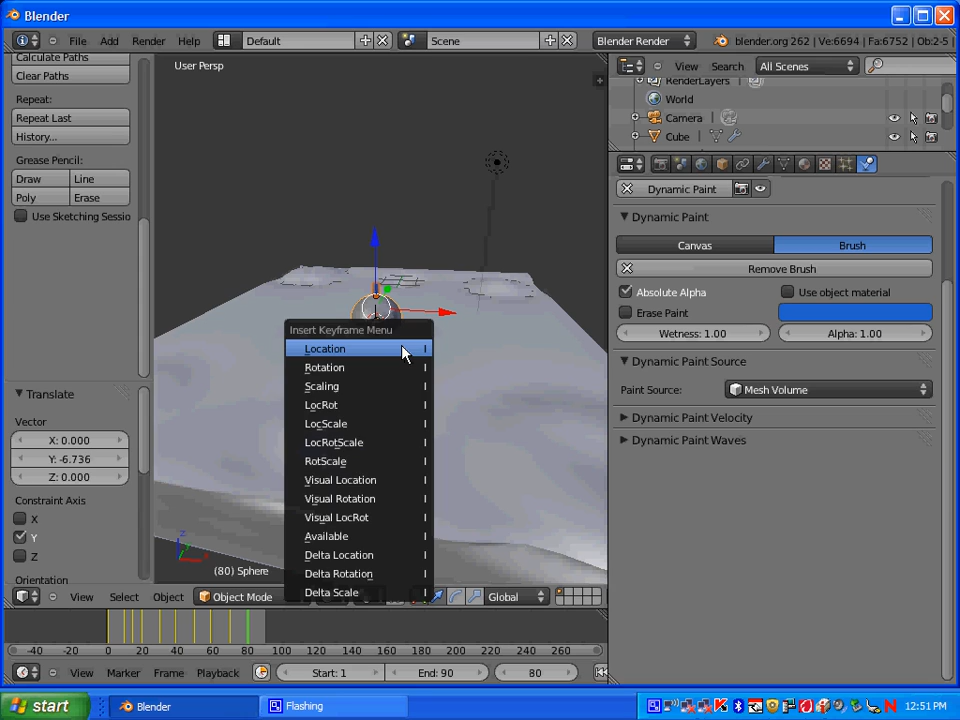 Blender
File Add Render Help Default Scene Blender Render blender.org 262 | Ve:6694 | Fa:6752 | Ob:2-5 |
Calculate Paths
Clear Paths
Repeat:
Repeat Last
History...
Grease Pencil:
Draw Line
Poly Erase
Use Sketching Sessio
Translate
Vector
X: 0.000
Y: -6.736
Z: 0.000
Constraint Axis
X
Y
Z
Orientation
User Persp
Insert Keyframe Menu
Location I
Rotation I
Scaling I
LocRot I
LocScale I
LocRotScale I
RotScale I
Visual Location I
Visual Rotation I
Visual LocRot I
Available I
Delta Location I
Delta Rotation I
Delta Scale I
(80) Sphere
View Select Object Object Mode Global
-40 -20 0 20 40 60 80 100 120 140 160 180 200 220 240 260
View Marker Frame Playback Start: 1 End: 90 80
View Search All Scenes
RenderLayers
World
Camera
Cube
Dynamic Paint
Dynamic Paint
Canvas Brush
Remove Brush
Absolute Alpha Use object material
Erase Paint
Wetness: 1.00 Alpha: 1.00
Dynamic Paint Source
Paint Source: Mesh Volume
Dynamic Paint Velocity
Dynamic Paint Waves
start Blender Flashing 12:51 PM